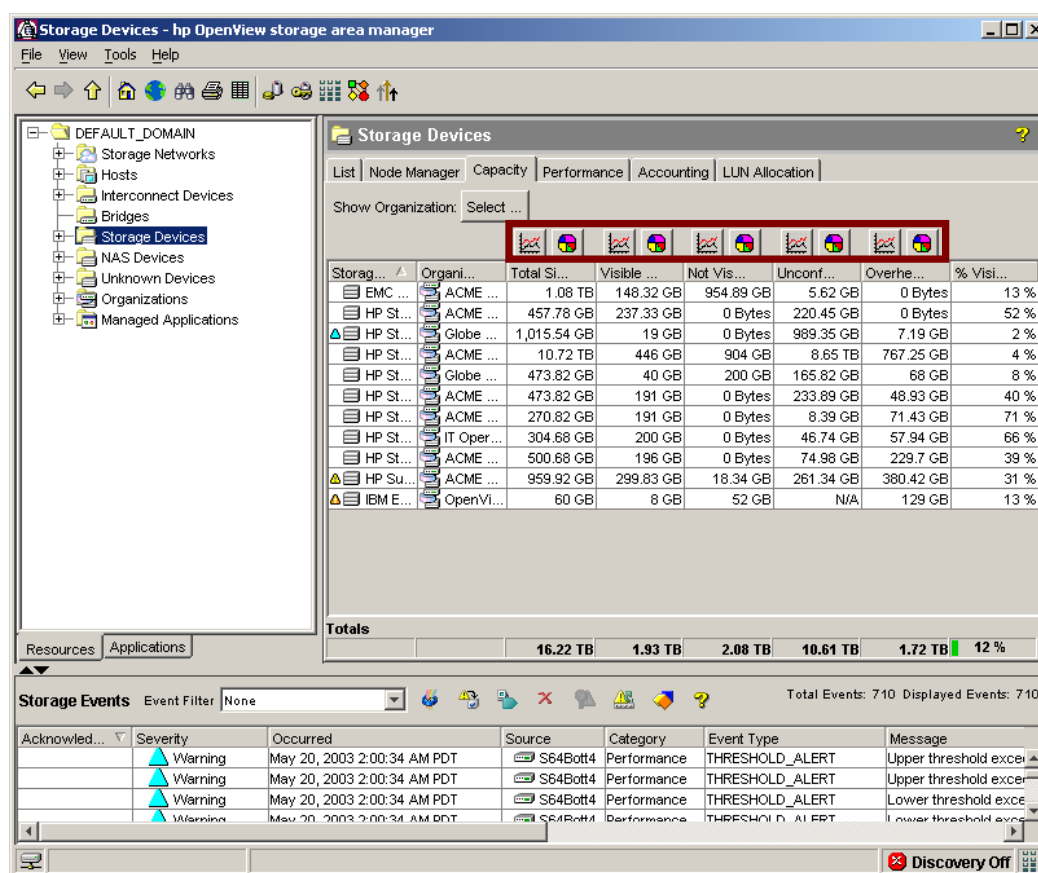 Storage Devices - hp OpenView storage area manager
File View Tools Help
DEFAULT_DOMAIN
Storage Networks
Hosts
Interconnect Devices
Bridges
Storage Devices
NAS Devices
Unknown Devices
Organizations
Managed Applications
Resources Applications
Storage Devices
List Node Manager Capacity Performance Accounting LUN Allocation
Show Organization: Select ...
Storag... Organi... Total Si... Visible ... Not Vis... Unconf... Overhe... % Visi...
EMC ... ACME ... 1.08 TB 148.32 GB 954.89 GB 5.62 GB 0 Bytes 13 %
HP St... ACME ... 457.78 GB 237.33 GB 0 Bytes 220.45 GB 0 Bytes 52 %
HP St... Globe ... 1,015.54 GB 19 GB 0 Bytes 989.35 GB 7.19 GB 2 %
HP St... ACME ... 10.72 TB 446 GB 904 GB 8.65 TB 767.25 GB 4 %
HP St... Globe ... 473.82 GB 40 GB 200 GB 165.82 GB 68 GB 8 %
HP St... ACME ... 473.82 GB 191 GB 0 Bytes 233.89 GB 48.93 GB 40 %
HP St... ACME ... 270.82 GB 191 GB 0 Bytes 8.39 GB 71.43 GB 71 %
HP St... IT Oper... 304.68 GB 200 GB 0 Bytes 46.74 GB 57.94 GB 66 %
HP St... ACME ... 500.68 GB 196 GB 0 Bytes 74.98 GB 229.7 GB 39 %
HP Su... ACME ... 959.92 GB 299.83 GB 18.34 GB 261.34 GB 380.42 GB 31 %
IBM E... OpenVi... 60 GB 8 GB 52 GB N/A 129 GB 13 %
Totals
16.22 TB 1.93 TB 2.08 TB 10.61 TB 1.72 TB 12 %
Storage Events Event Filter None Total Events: 710 Displayed Events: 710
Acknowled... Severity Occurred Source Category Event Type Message
Warning May 20, 2003 2:00:34 AM PDT S64Bott4 Performance THRESHOLD_ALERT Upper threshold excee
Warning May 20, 2003 2:00:34 AM PDT S64Bott4 Performance THRESHOLD_ALERT Upper threshold excee
Warning May 20, 2003 2:00:34 AM PDT S64Bott4 Performance THRESHOLD_ALERT Lower threshold exce
Warning May 20, 2003 2:00:34 AM PDT S64Bott4 Performance THRESHOLD_ALERT Lower threshold exce
Discovery Off